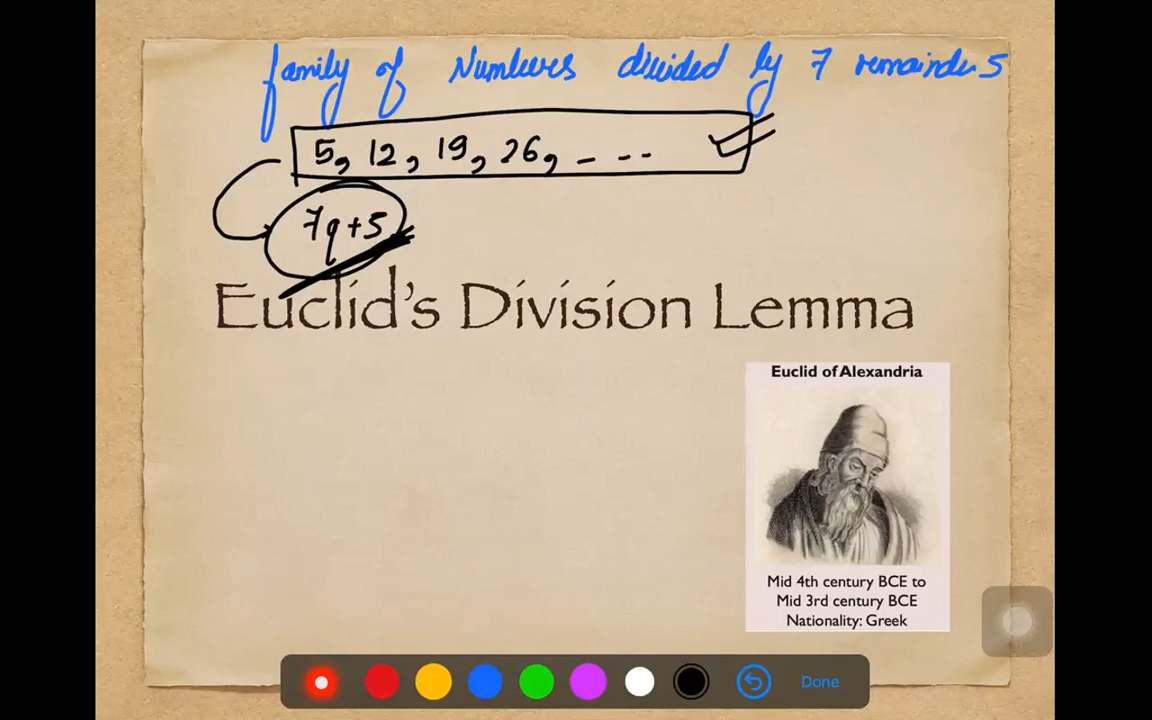 family of Numbers divided by 7 remainder 5
5, 12, 19, 26, _ _ _
7q+5
Euclid's Division Lemma
Euclid of Alexandria
Mid 4th century BCE to
Mid 3rd century BCE
Nationality: Greek
Done